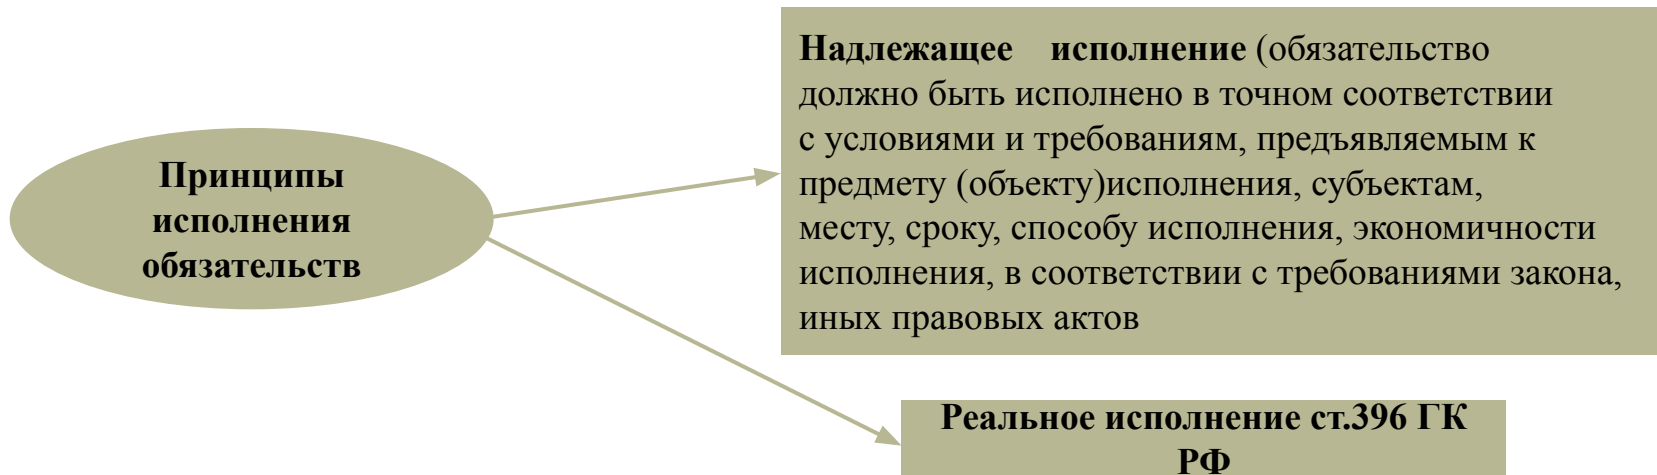 Принципы
исполнения
обязательств
Надлежащее исполнение (обязательство
должно быть исполнено в точном соответствии
с условиями и требованиям, предъявляемым к
предмету (объекту)исполнения, субъектам,
месту, сроку, способу исполнения, экономичности
исполнения, в соответствии с требованиями закона,
иных правовых актов
Реальное исполнение ст.396 ГК
РФ